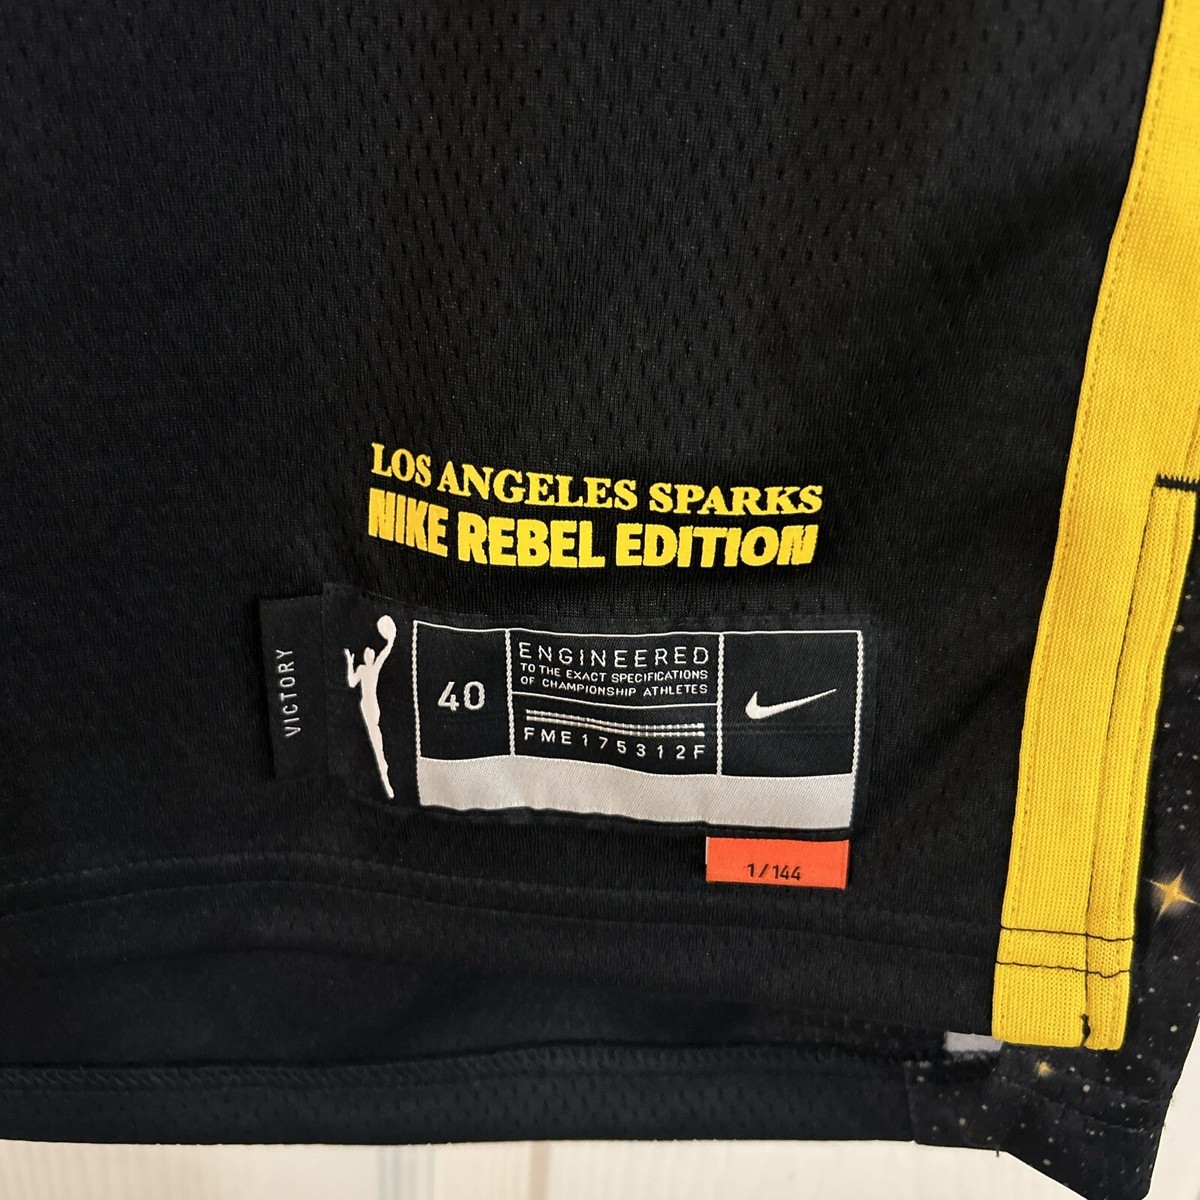 LOS ANGELES SPARKS
NIKE REBEL EDITION
VICTORY
40
ENGINEERED
TO THE EXACT SPECIFICATIONS
OF CHAMPIONSHIP ATHLETES
FME175312F
1/144